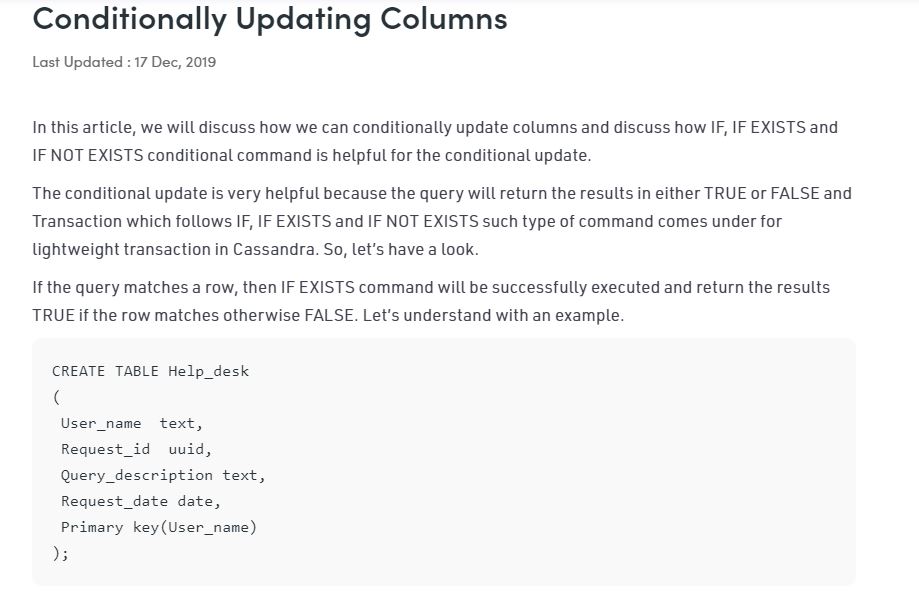 Conditionally Updating Columns
Last Updated : 17 Dec, 2019
In this article, we will discuss how we can conditionally update columns and discuss how IF, IF EXISTS and
IF NOT EXISTS conditional command is helpful for the conditional update.
The conditional update is very helpful because the query will return the results in either TRUE or FALSE and
Transaction which follows IF, IF EXISTS and IF NOT EXISTS such type of command comes under for
lightweight transaction in Cassandra. So, let's have a look.
If the query matches a row, then IF EXISTS command will be successfully executed and return the results
TRUE if the row matches otherwise FALSE. Let's understand with an example.
CREATE TABLE Help_desk
(
User_name  text,
Request_id  uuid,
Query_description text,
Request_date date,
Primary key(User_name)
);